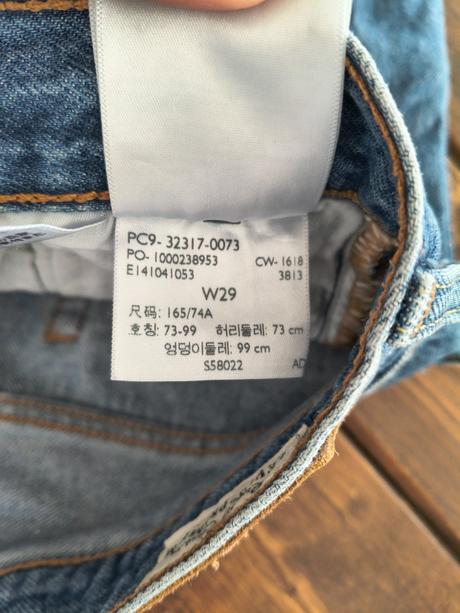 PC9- 32317-0073
PO- 1000238953 CW- 1618
E141041053 3813
W29
尺码: 165/74A
호칭: 73-99 허리둘레: 73 cm
엉덩이둘레: 99 cm
S58022 AD